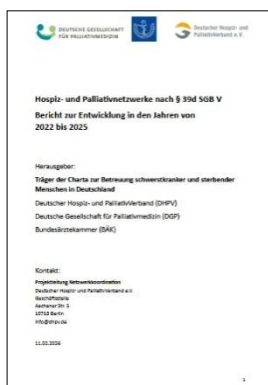 DEUTSCHE GESELLSCHAFT
FÜR PALLIATIVMEDIZIN
Deutscher Hospiz- und
PalliativVerband e.V.
Hospiz- und Palliativnetzwerke nach § 39d SGB V
Bericht zur Entwicklung in den Jahren von
2022 bis 2025
Herausgeber:
Träger der Charta zur Betreuung schwerstkranker und sterbender
Menschen in Deutschland
Deutscher Hospiz- und PalliativVerband (DHPV)
Deutsche Gesellschaft für Palliativmedizin (DGP)
Bundesärztekammer (BÄK)
Kontakt:
Projektleitung Netzwerkkoordination
Deutscher Hospiz- und PalliativVerband e.V.
Geschäftsstelle
Aachener Str. 5
10713 Berlin
info@dhpv.de
11.02.2026
1